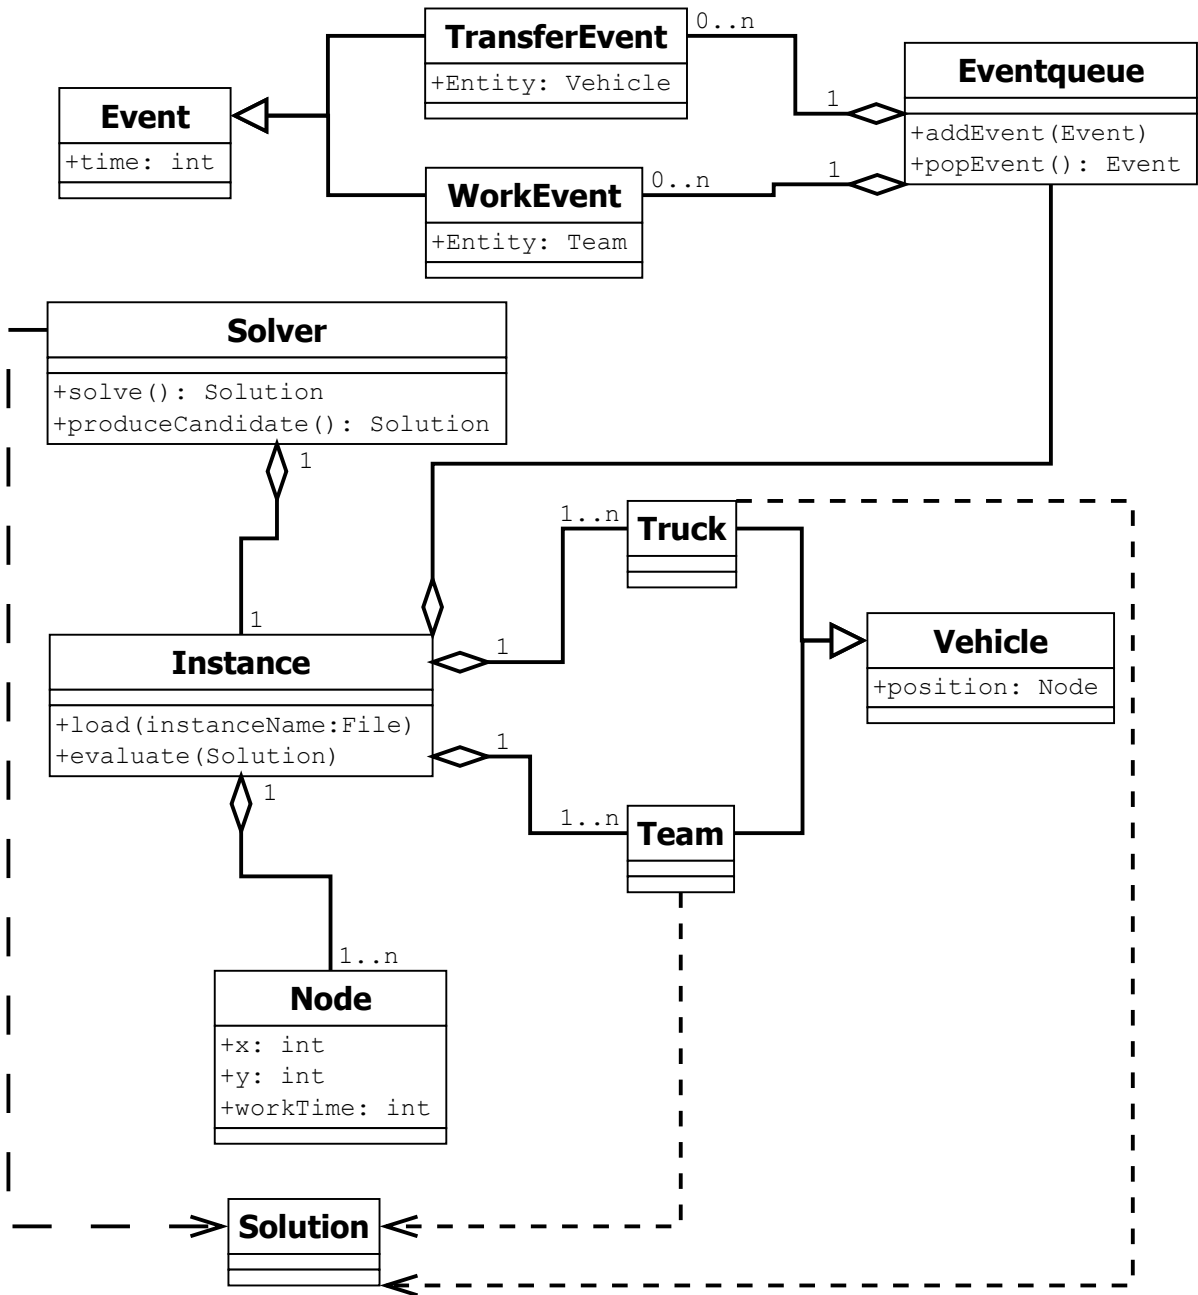 TransferEvent
+Entity: Vehicle
0..n
1
Eventqueue
+addEvent(Event)
+popEvent(): Event
Event
+time: int
WorkEvent
+Entity: Team
0..n
1
Solver
+solve(): Solution
+produceCandidate(): Solution
1
1
Instance
+load(instanceName:File)
+evaluate(Solution)
1
1..n
Truck
1
1..n
Team
Vehicle
+position: Node
1
1..n
Node
+x: int
+y: int
+workTime: int
Solution